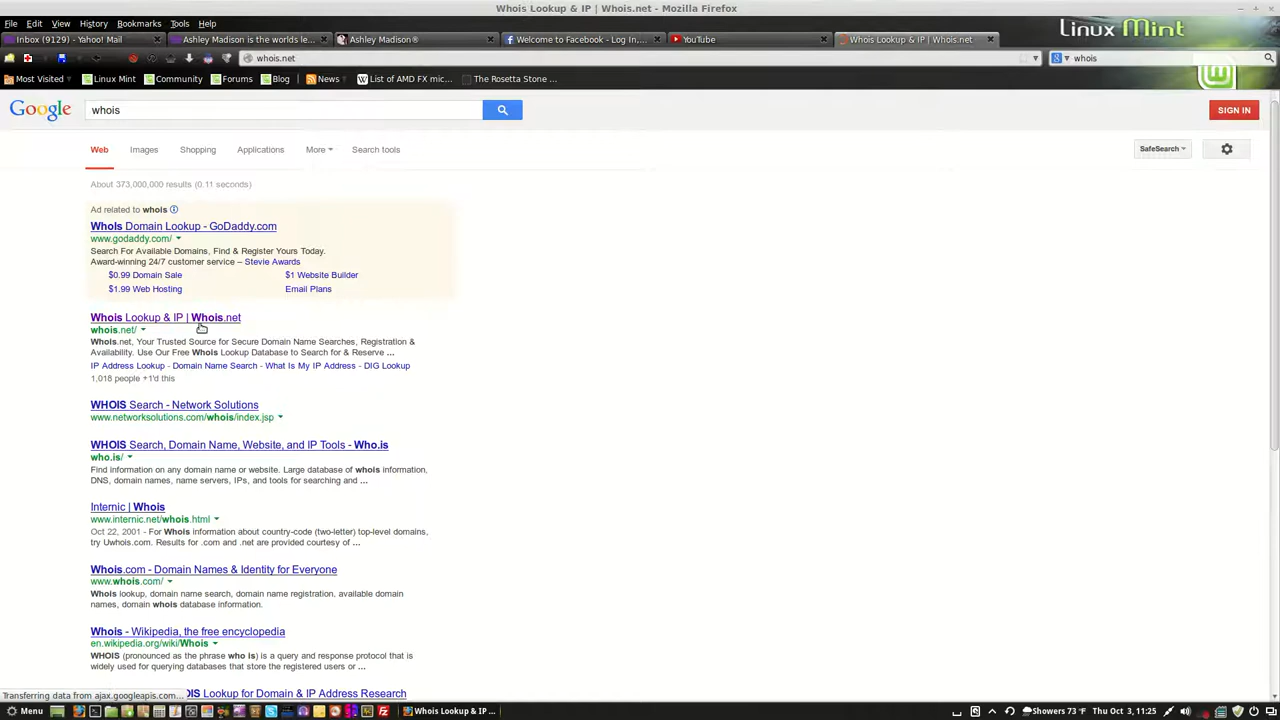 Whois Lookup & IP | Whois.net - Mozilla Firefox
File Edit View History Bookmarks Tools Help
Inbox (9129) - Yahoo! Mail
Ashley Madison is the worlds le...
Ashley Madison®
Welcome to Facebook - Log In, ...
YouTube
Whois Lookup & IP | Whois.net
Linux Mint
whois.net
whois
Most Visited
Linux Mint
Community
Forums
Blog
News
List of AMD FX mic...
The Rosetta Stone ...
Google
whois
SIGN IN
Web Images Shopping Applications More Search tools
SafeSearch
About 373,000,000 results (0.11 seconds)
Ad related to whois
WhoIs Domain Lookup - GoDaddy.com
www.godaddy.com/
Search For Available Domains, Find & Register Yours Today.
Award-winning 24/7 customer service – Stevie Awards
$0.99 Domain Sale $1 Website Builder
$1.99 Web Hosting Email Plans
Whois Lookup & IP | Whois.net
whois.net/
Whois.net, Your Trusted Source for Secure Domain Name Searches, Registration &
Availability. Use Our Free Whois Lookup Database to Search for & Reserve ...
IP Address Lookup - Domain Name Search - What Is My IP Address - DIG Lookup
1,018 people +1'd this
WHOIS Search - Network Solutions
www.networksolutions.com/whois/index.jsp
WHOIS Search, Domain Name, Website, and IP Tools - Who.is
who.is/
Find information on any domain name or website. Large database of whois information,
DNS, domain names, name servers, IPs, and tools for searching and ...
Internic | Whois
www.internic.net/whois.html
Oct 22, 2001 - For Whois information about country-code (two-letter) top-level domains,
try Uwhois.com. Results for .com and .net are provided courtesy of ...
Whois.com - Domain Names & Identity for Everyone
www.whois.com/
Whois lookup, domain name search, domain name registration. available domain
names, domain whois database information.
Whois - Wikipedia, the free encyclopedia
en.wikipedia.org/wiki/Whois
WHOIS (pronounced as the phrase who is) is a query and response protocol that is
widely used for querying databases that store the registered users or ...
Transferring data from ajax.googleapis.com...
OIS Lookup for Domain & IP Address Research
Menu
Whois Lookup & IP ...
Showers 73 °F
Thu Oct 3, 11:25